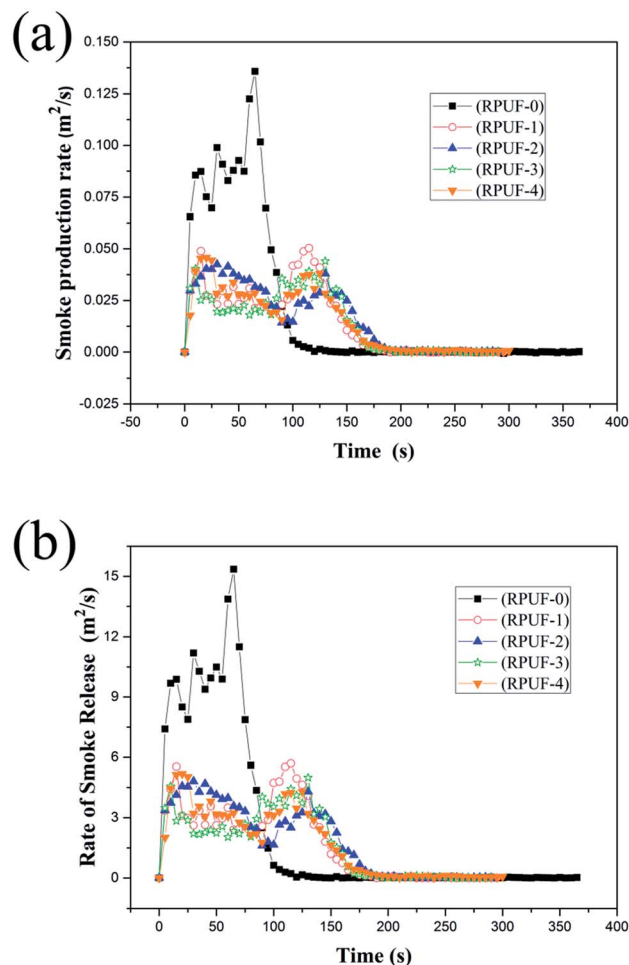 (a)
0.150
0.125
0.100
0.075
0.050
0.025
0.000
-0.025
Smoke production rate (m²/s)
(RPUF-0)
(RPUF-1)
(RPUF-2)
(RPUF-3)
(RPUF-4)
-50 0 50 100 150 200 250 300 350 400
Time (s)
(b)
15
12
9
6
3
0
Rate of Smoke Release (m²/s)
(RPUF-0)
(RPUF-1)
(RPUF-2)
(RPUF-3)
(RPUF-4)
0 50 100 150 200 250 300 350 400
Time (s)